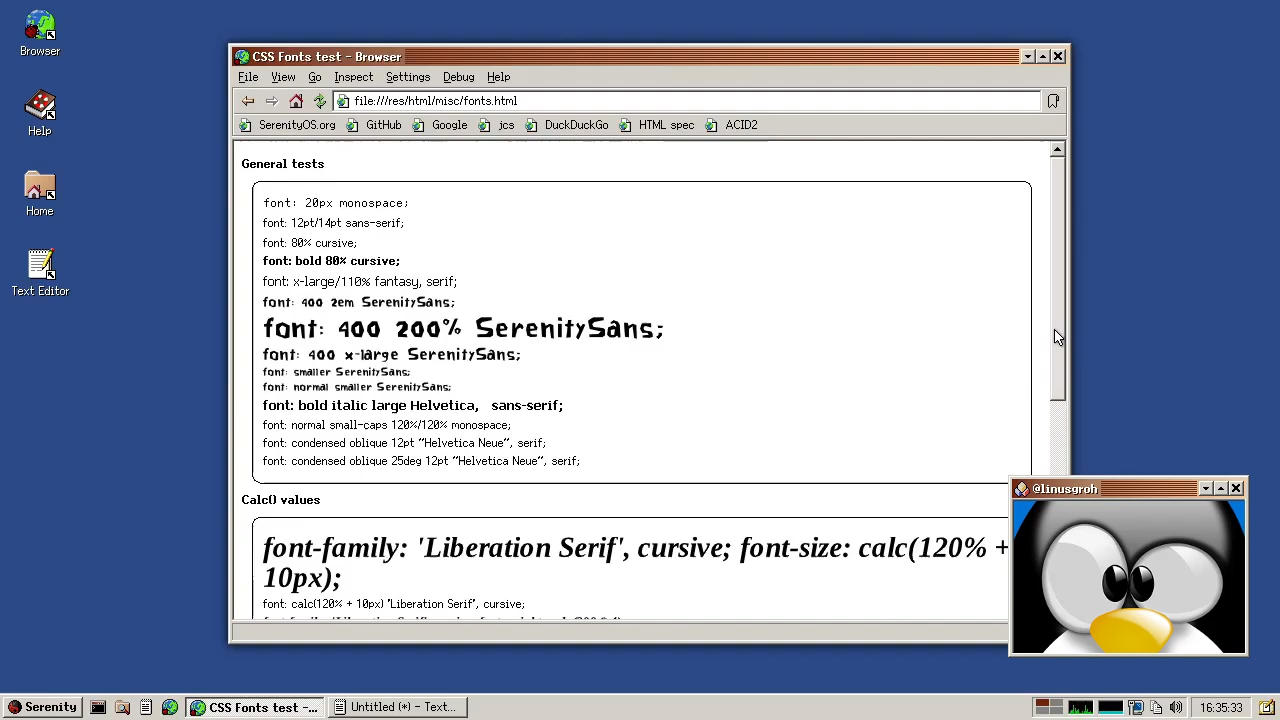 Browser
Help
Home
Text Editor
CSS Fonts test - Browser
File View Go Inspect Settings Debug Help
file:///res/html/misc/fonts.html
SerenityOS.org GitHub Google jcs DuckDuckGo HTML spec ACID2
General tests
font: 20px monospace;
font: 12pt/14pt sans-serif;
font: 80% cursive;
font: bold 80% cursive;
font: x-large/110% fantasy, serif;
font: 400 2em SerenitySans;
font: 400 200% SerenitySans;
font: 400 x-large SerenitySans;
font: smaller SerenitySans;
font: normal smaller SerenitySans;
font: bold italic large Helvetica, sans-serif;
font: normal small-caps 120%/120% monospace;
font: condensed oblique 12pt "Helvetica Neue", serif;
font: condensed oblique 25deg 12pt "Helvetica Neue", serif;
Calc() values
font-family: 'Liberation Serif', cursive; font-size: calc(120% +
10px);
font: calc(120% + 10px) "Liberation Serif", cursive;
@linusgroh
Serenity
CSS Fonts test -...
Untitled (*) - Text...
16:35:33